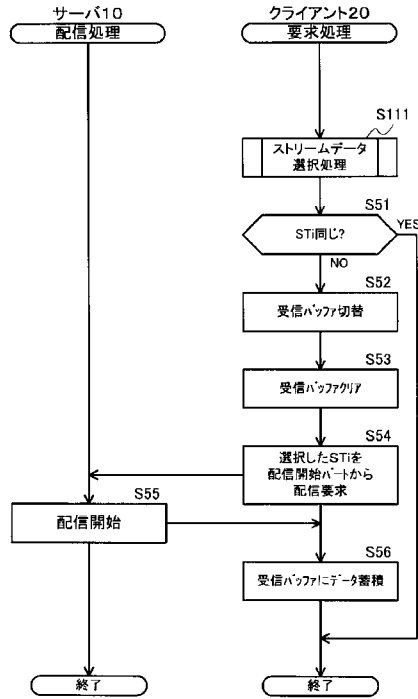 サーバ10
配信処理
クライアント20
要求処理
S111
ストリームデータ
選択処理
S51
STi同じ?
YES
NO
S52
受信バッファ切替
S53
受信バッファクリア
S54
選択したSTiを
配信開始パートから
配信要求
S55
配信開始
S56
受信バッファにデータ蓄積
終了
終了